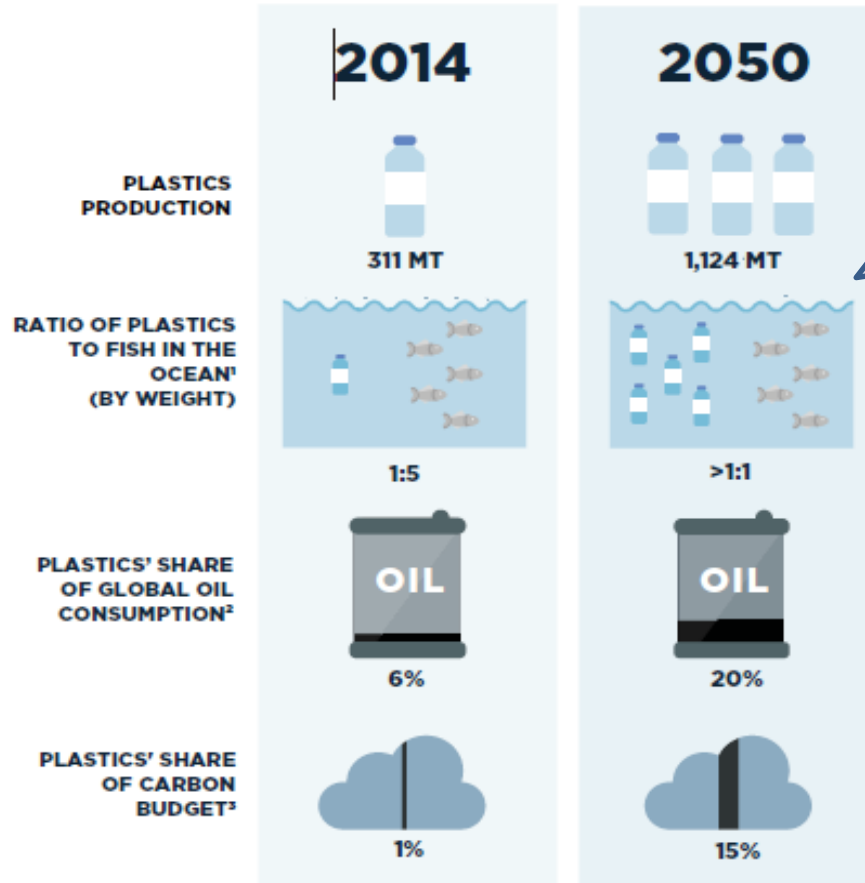 2014 2050
PLASTICS
PRODUCTION
311 MT 1,124 MT
RATIO OF PLASTICS
TO FISH IN THE
OCEAN¹
(BY WEIGHT)
1:5 >1:1
PLASTICS' SHARE
OF GLOBAL OIL
CONSUMPTION²
OIL OIL
6% 20%
PLASTICS' SHARE
OF CARBON
BUDGET³
1% 15%